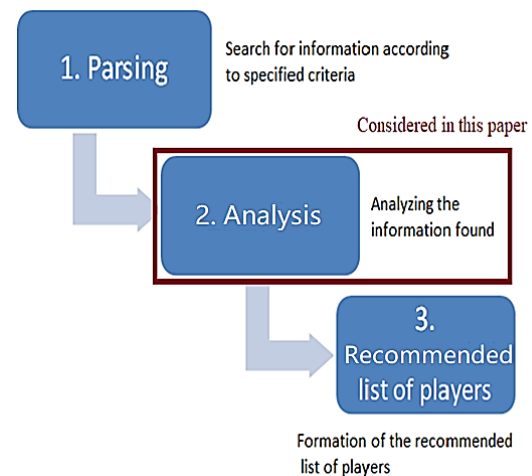 1. Parsing
Search for information according
to specified criteria
Considered in this paper
2. Analysis
Analyzing the
information found
3.
Recommended
list of players
Formation of the recommended
list of players